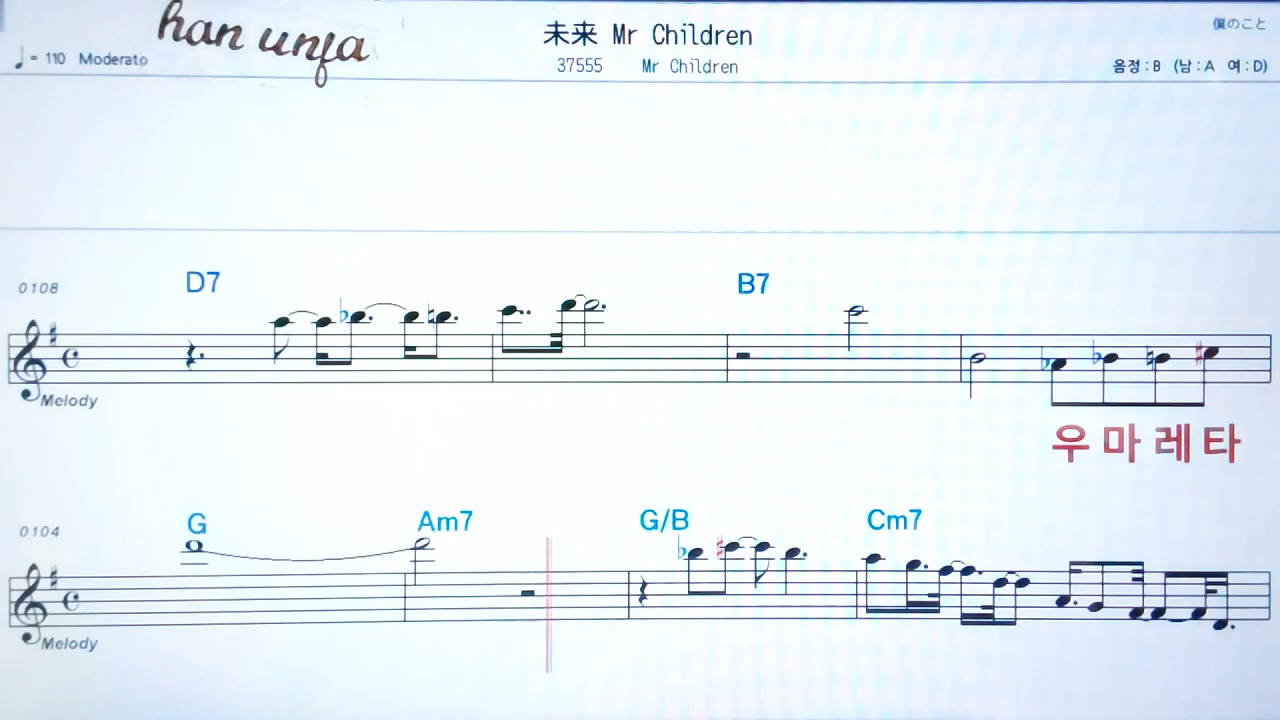 han unfa
未来 Mr Children
僕のこと
= 110 Moderato
37555 Mr Children
음정:B (남:A 여:D)
0108
D7 B7
Melody
우 마 레 타
0104
G Am7 G/B Cm7
Melody